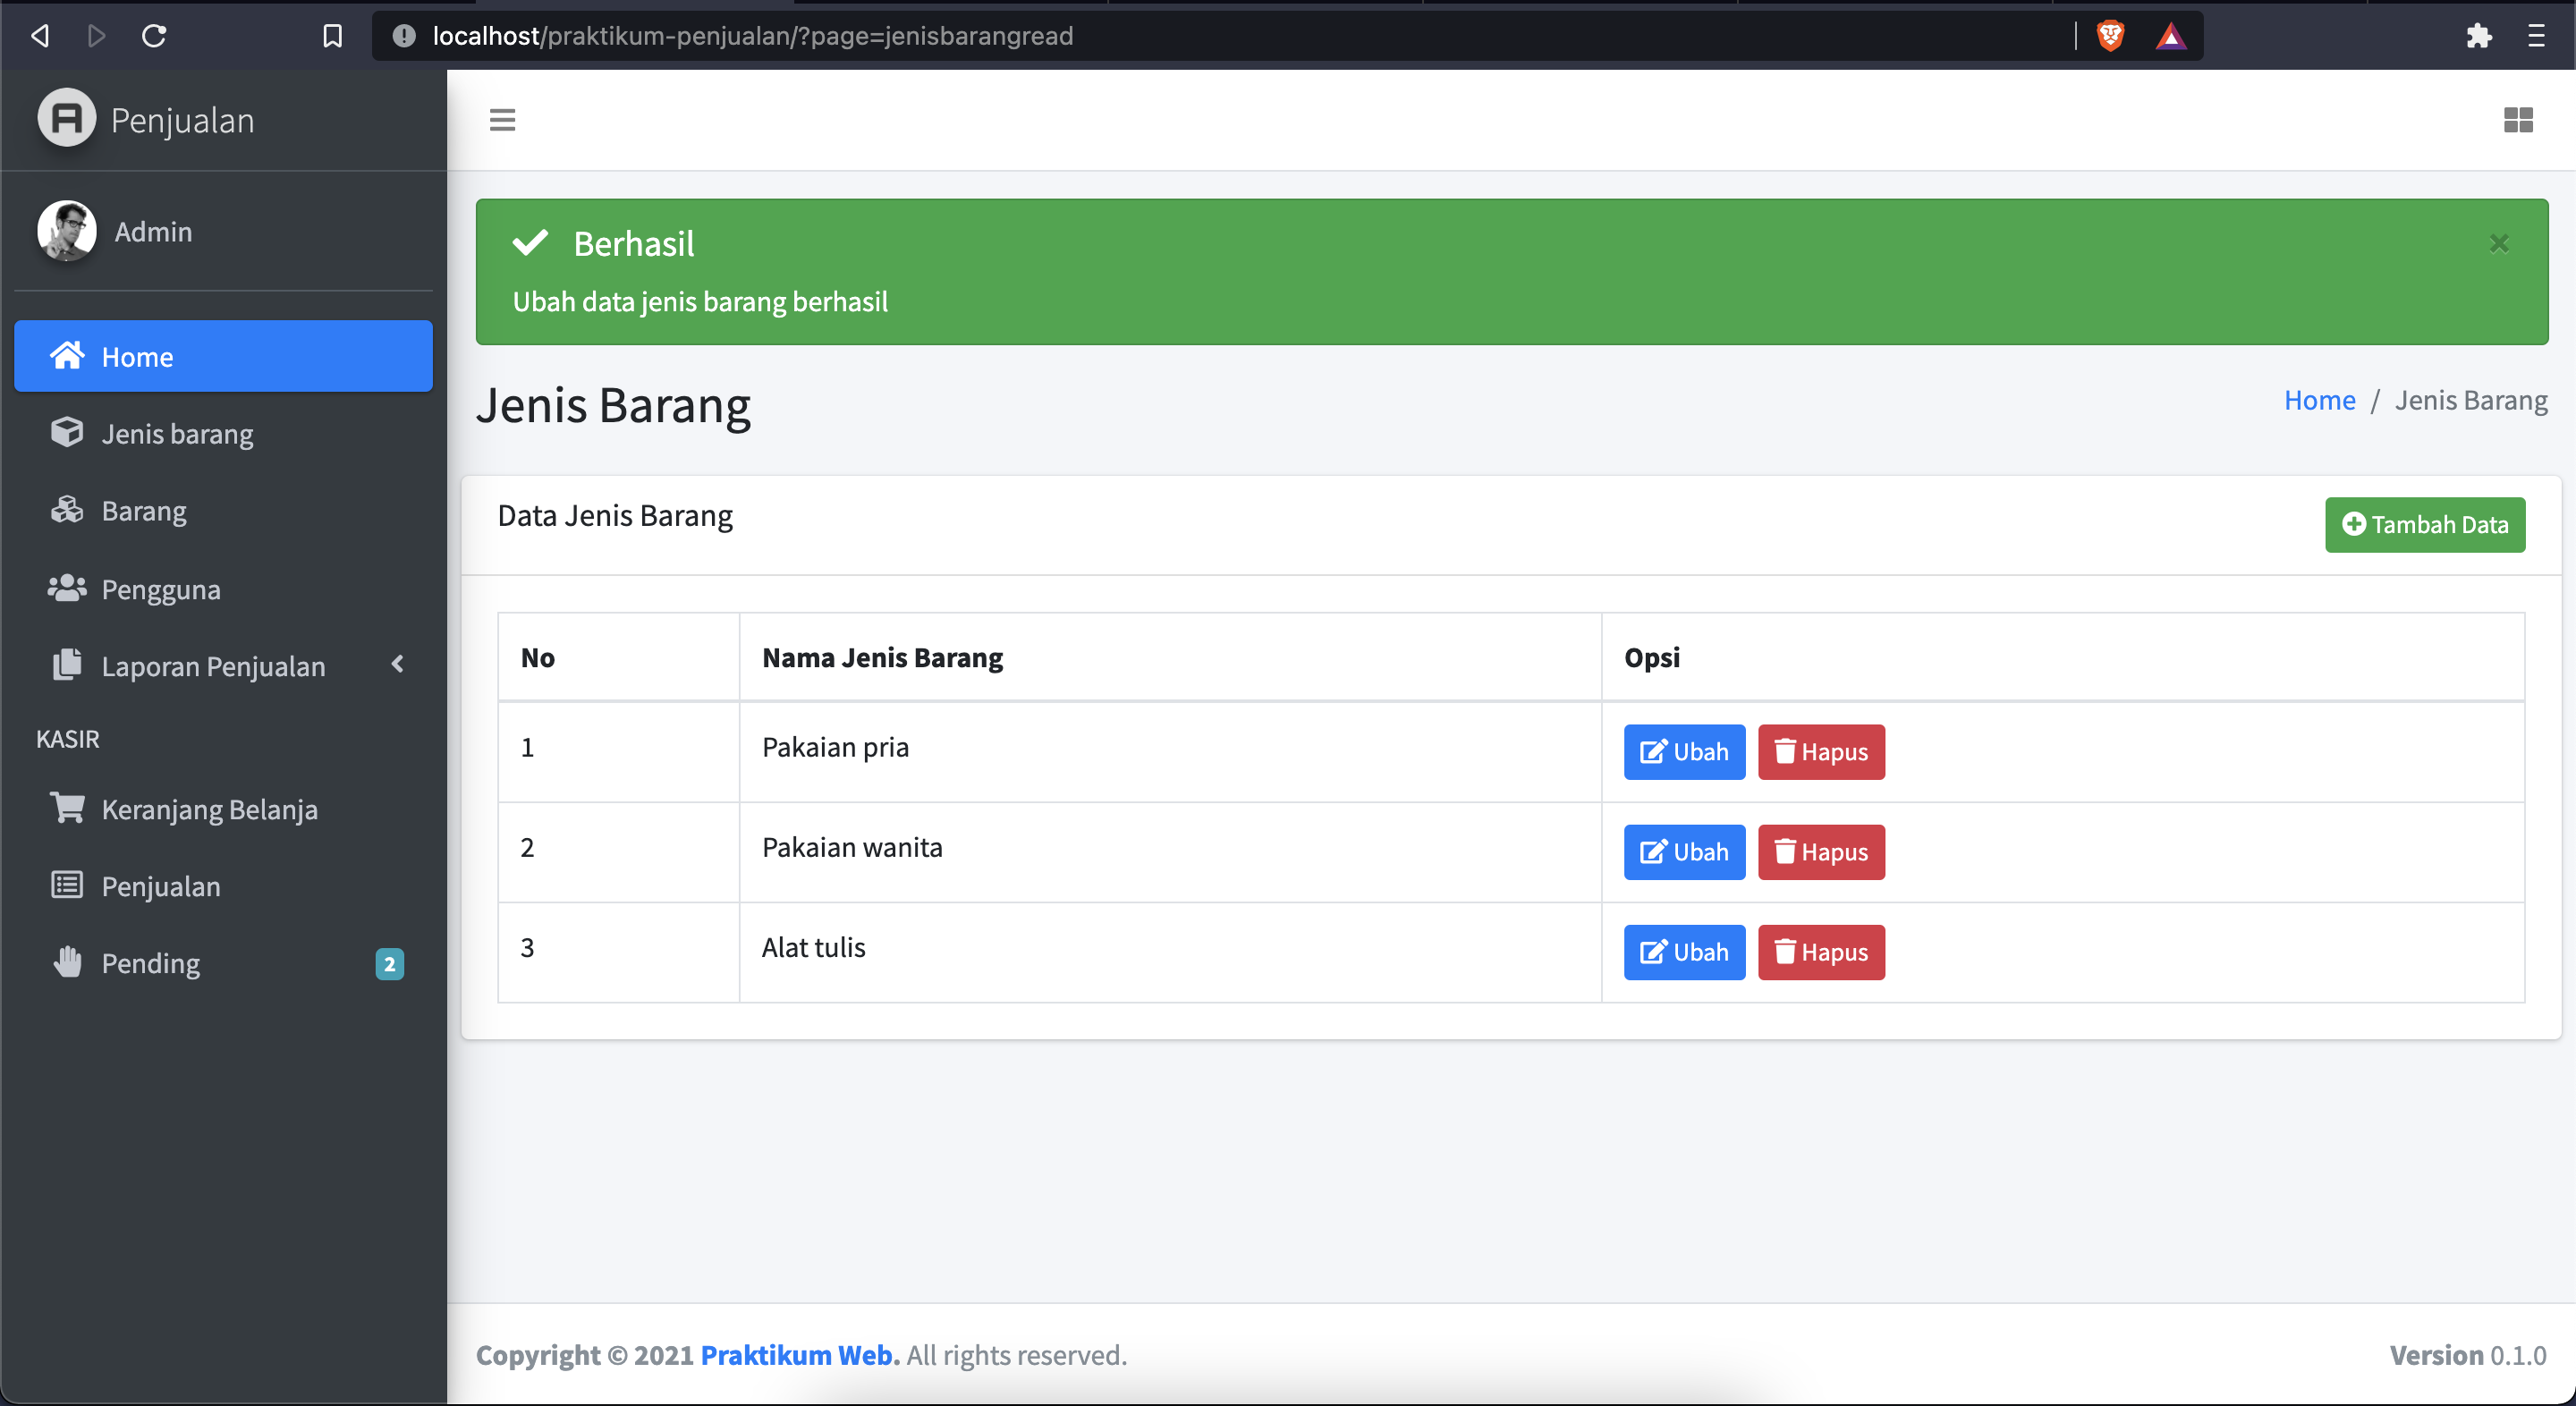 localhost/praktikum-penjualan/?page=jenisbarangread
Penjualan
Admin
Home
Jenis barang
Barang
Pengguna
Laporan Penjualan
KASIR
Keranjang Belanja
Penjualan
Pending 2
Berhasil
Ubah data jenis barang berhasil
Jenis Barang
Home / Jenis Barang
Data Jenis Barang
Tambah Data
No Nama Jenis Barang Opsi
1 Pakaian pria Ubah Hapus
2 Pakaian wanita Ubah Hapus
3 Alat tulis Ubah Hapus
Copyright © 2021 Praktikum Web. All rights reserved.
Version 0.1.0